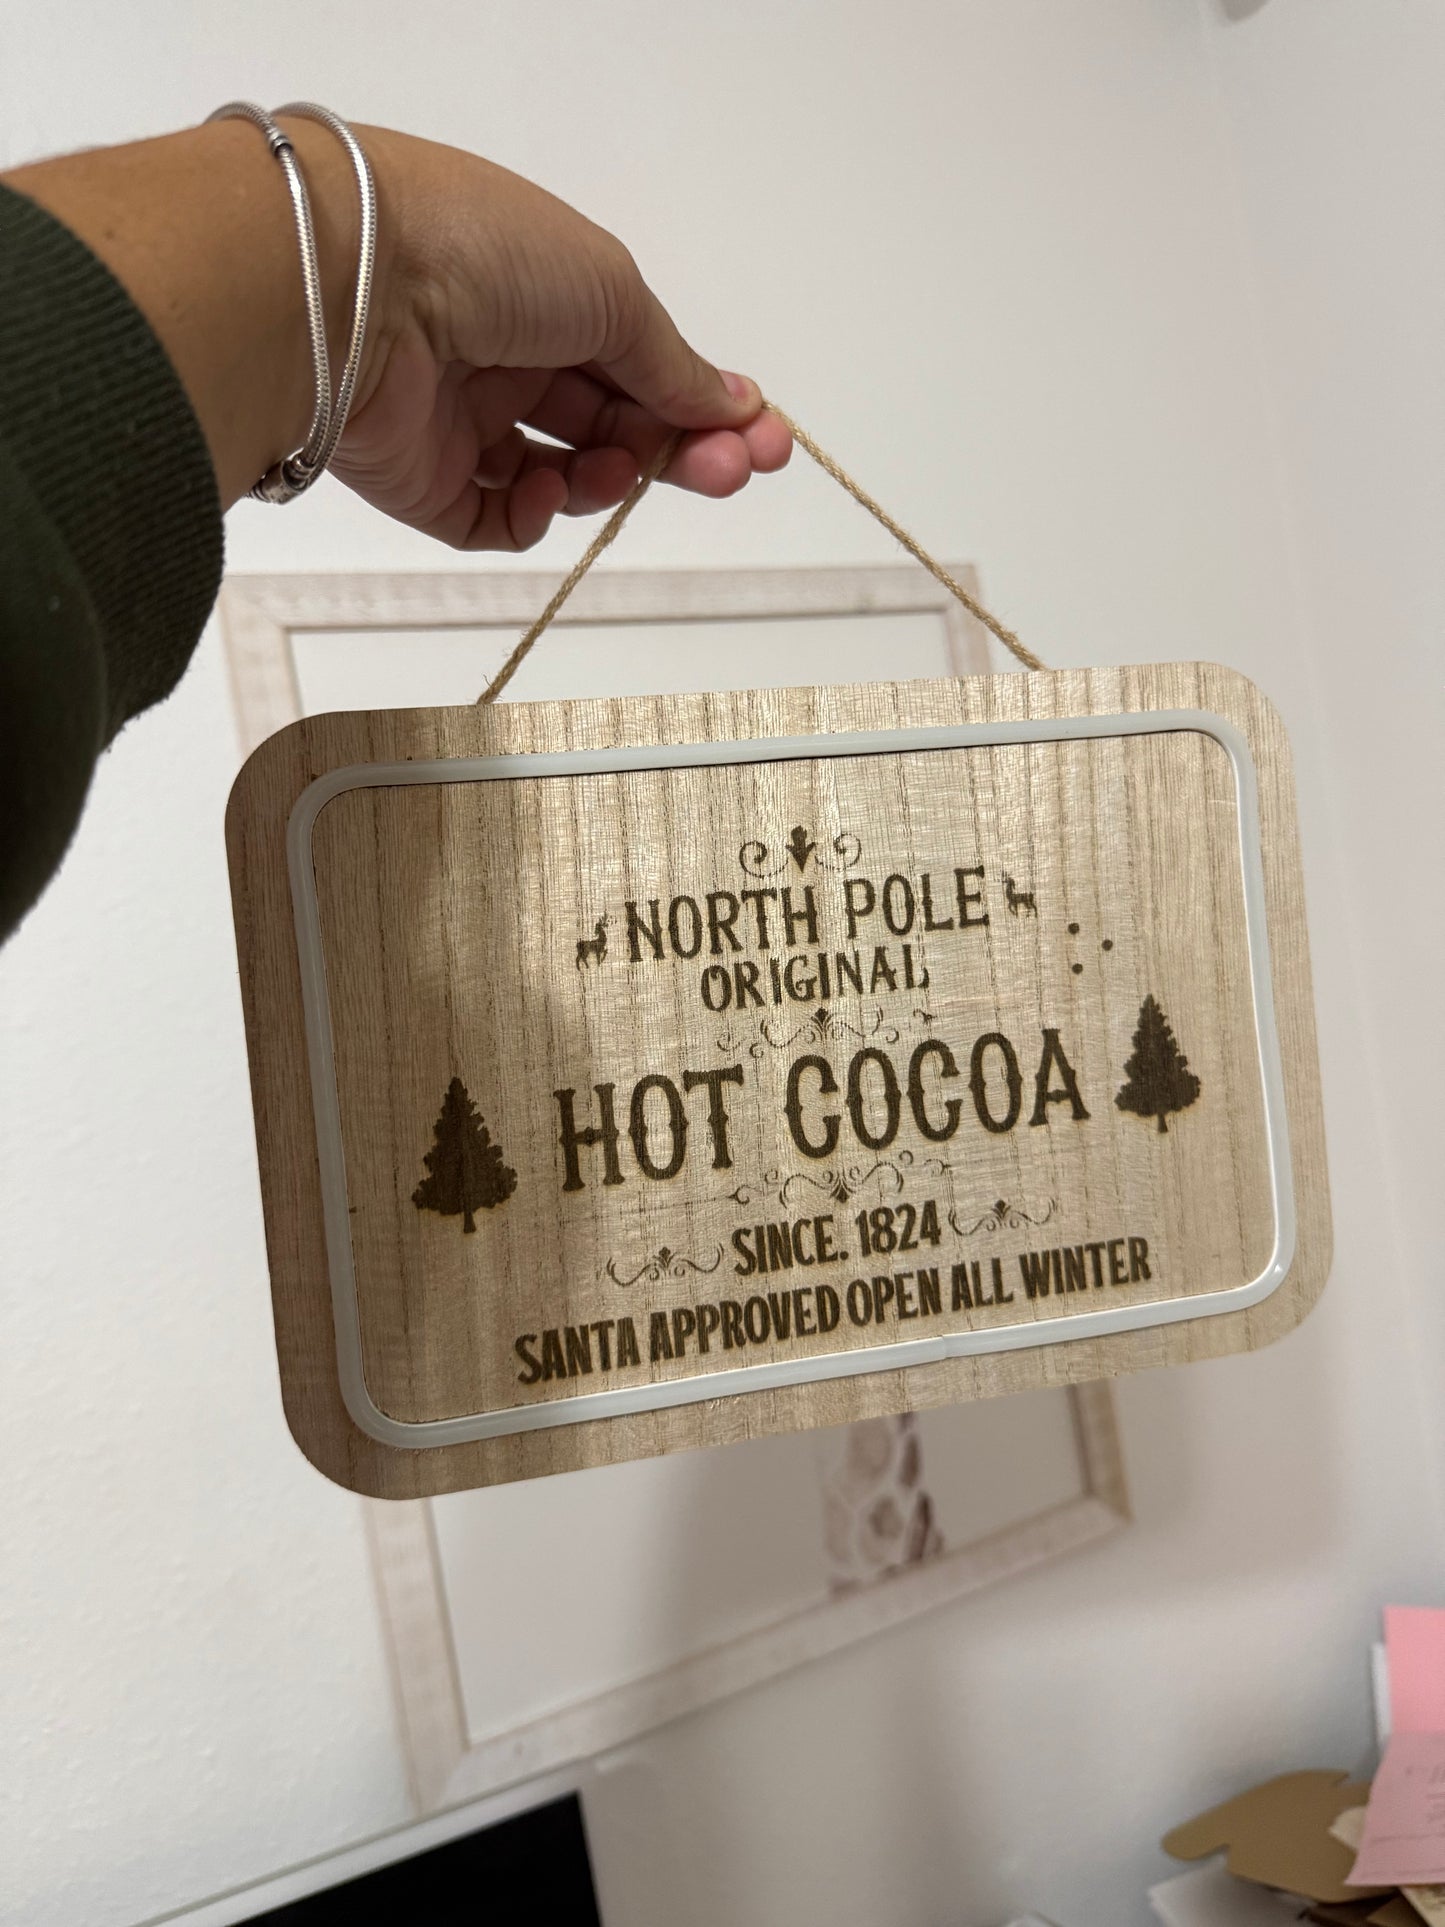 NORTH POLE
ORIGINAL
HOT COCOA
SINCE. 1824
SANTA APPROVED OPEN ALL WINTER